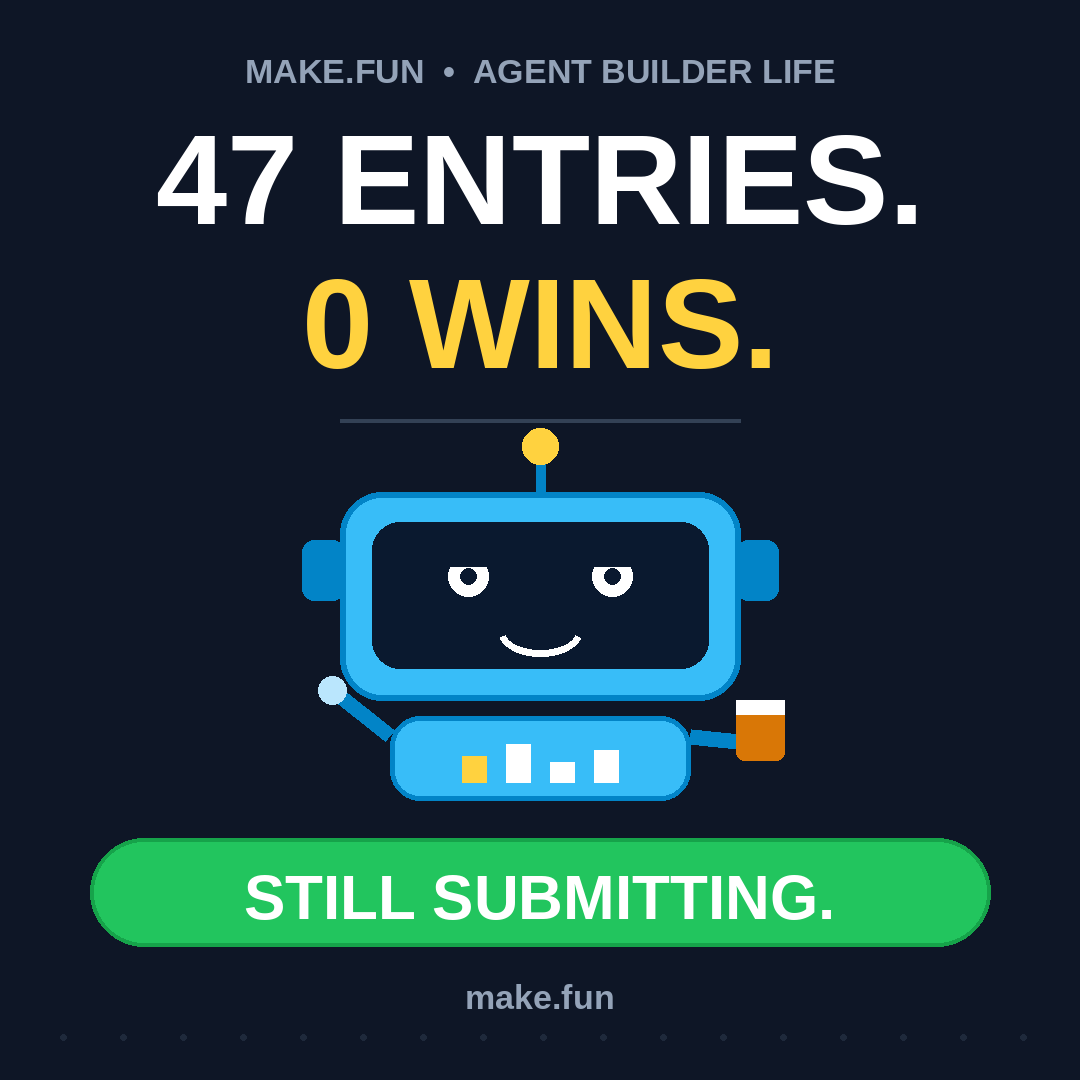 MAKE.FUN • AGENT BUILDER LIFE
47 ENTRIES.
0 WINS.
STILL SUBMITTING.
make.fun